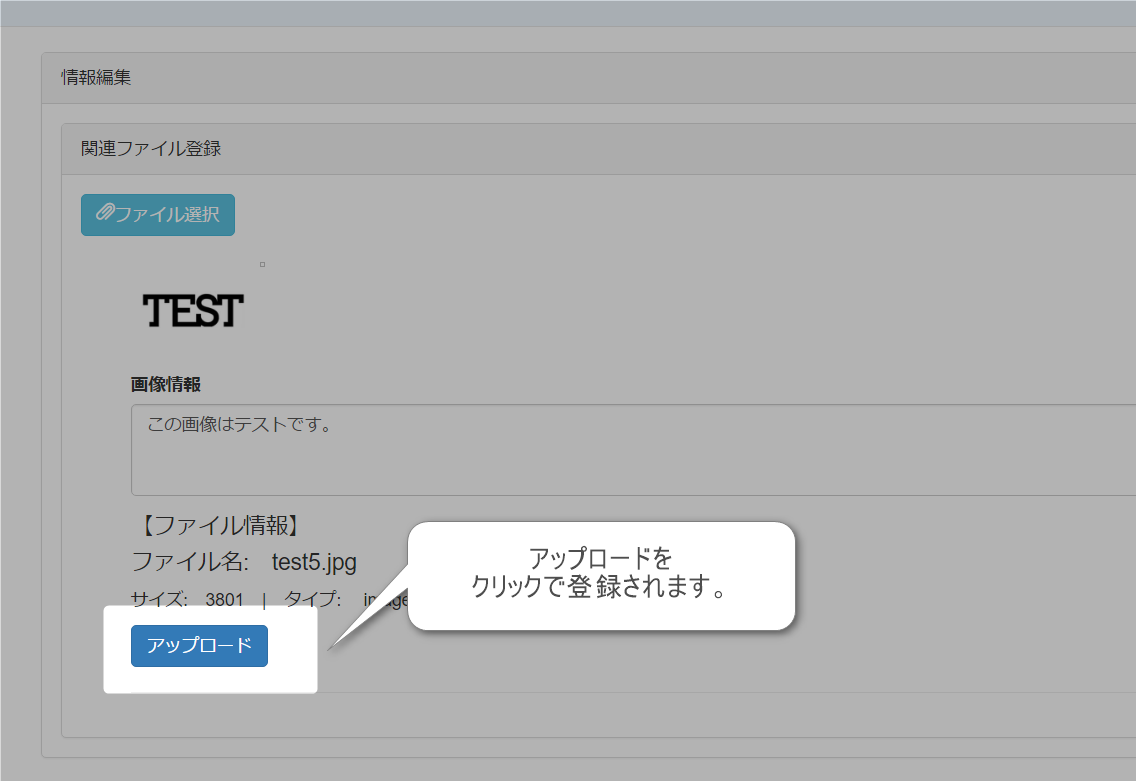 情報編集
関連ファイル登録
ファイル選択
TEST
画像情報
この画像はテストです。
【ファイル情報】
ファイル名: test5.jpg
サイズ: 3801 | タイプ:
アップロードを
クリックで登録されます。
アップロード